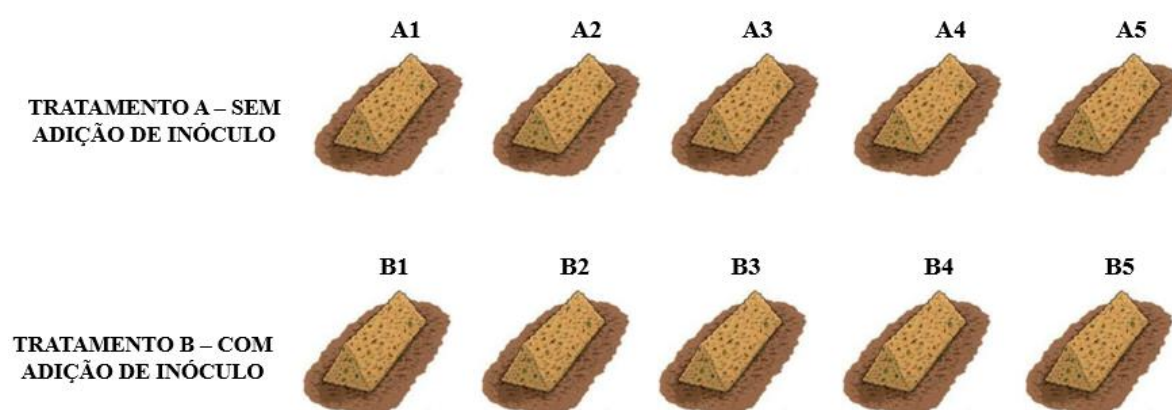 A1 A2 A3 A4 A5
TRATAMENTO A – SEM
ADIÇÃO DE INÓCULO
B1 B2 B3 B4 B5
TRATAMENTO B – COM
ADIÇÃO DE INÓCULO